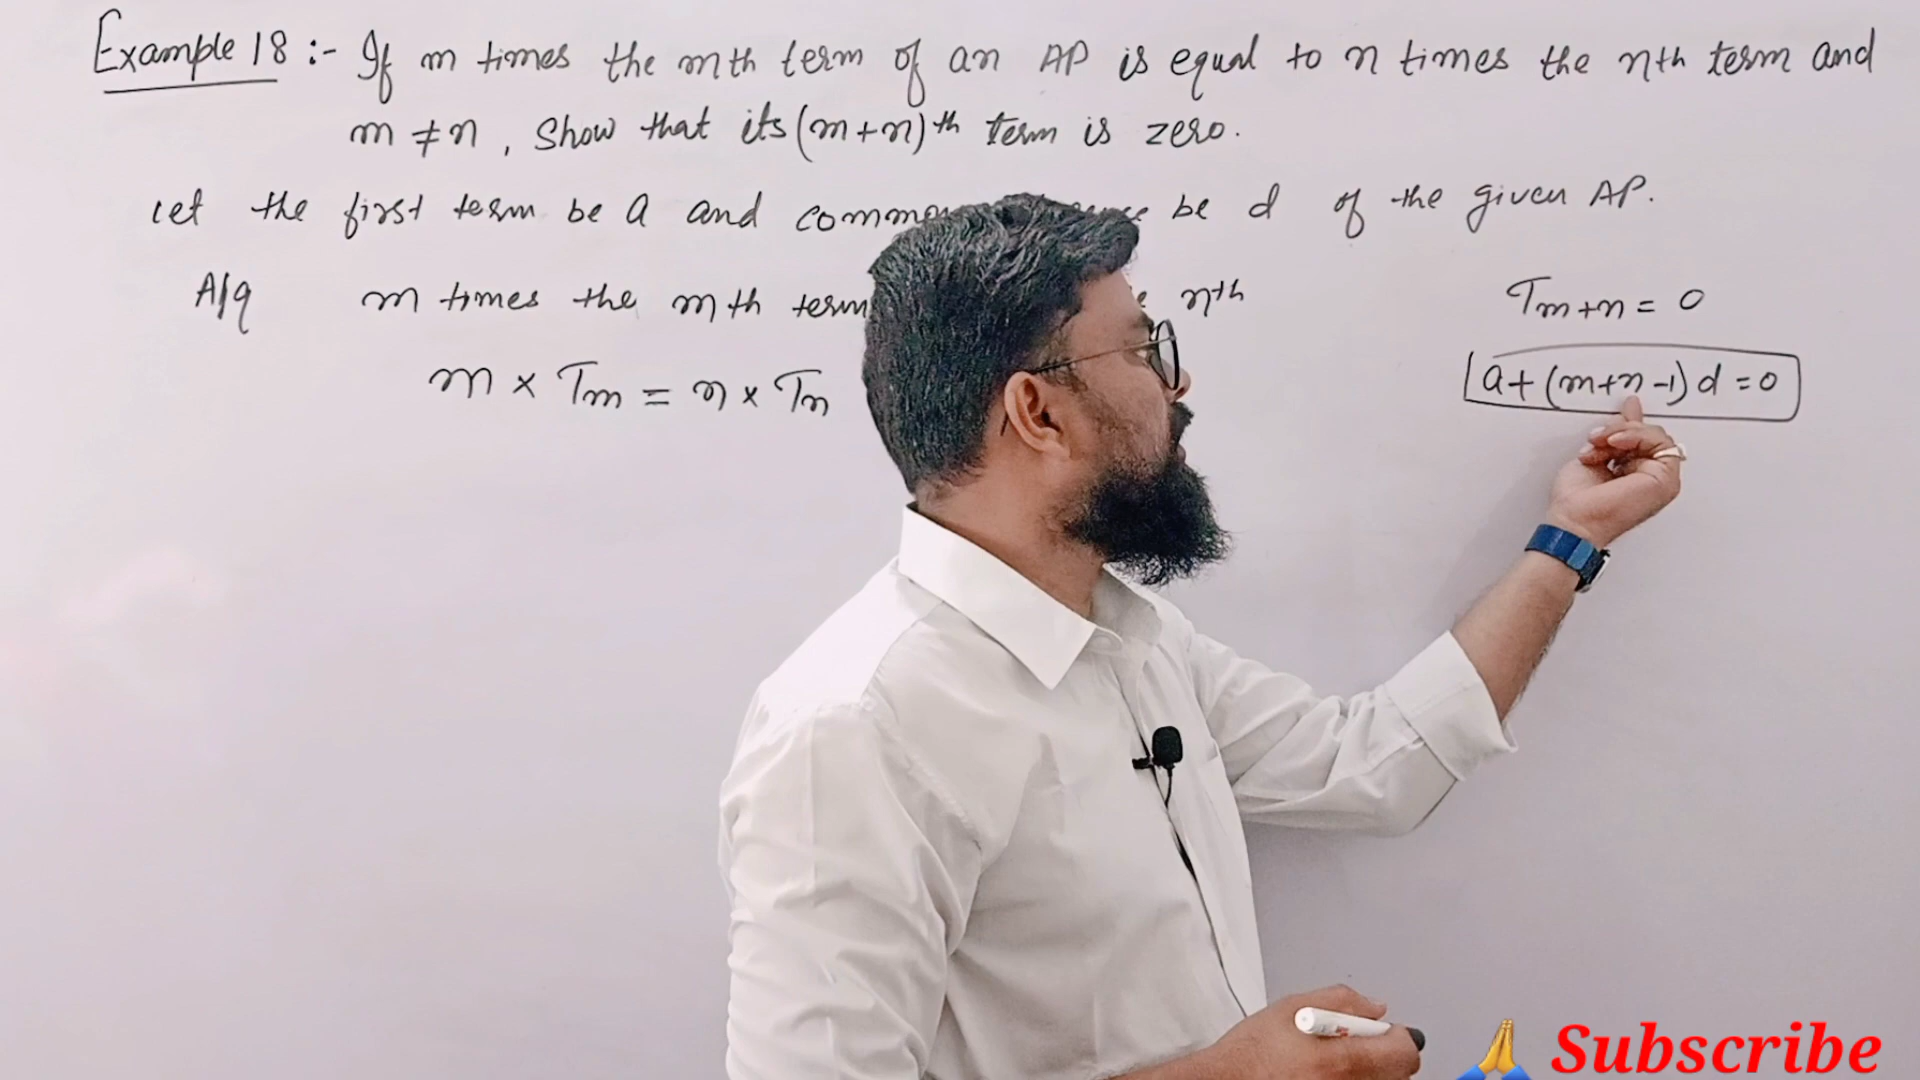 Example 18 :- If m times the mth term of an AP is equal to n times the nth term and
m ≠ n, Show that its (m+n)th term is zero.
Let the first term be a and be d of the given AP.
A/q m times the mth term nth
m × Tm = n × Tn
Tm+n = 0
a+(m+n-1)d = 0
🙏 Subscribe